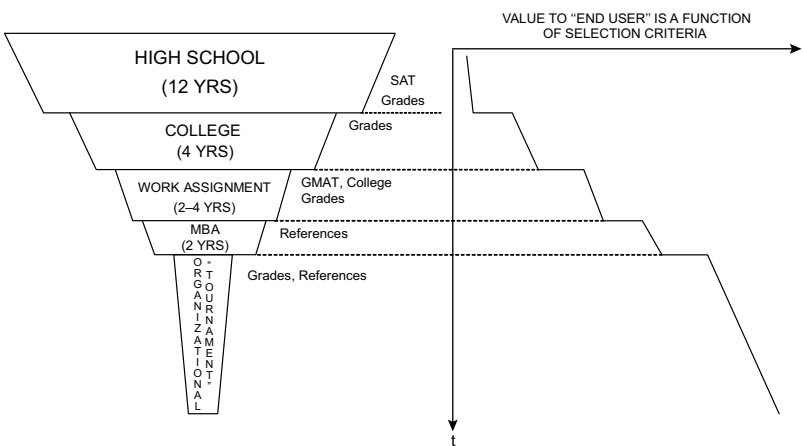 VALUE TO “END USER” IS A FUNCTION
OF SELECTION CRITERIA
HIGH SCHOOL
(12 YRS)
SAT
Grades
COLLEGE
(4 YRS)
Grades
WORK ASSIGNMENT
(2–4 YRS)
GMAT, College
Grades
MBA
(2 YRS)
References
ORGANIZATIONAL
“TOURNAMENT”
Grades, References
t